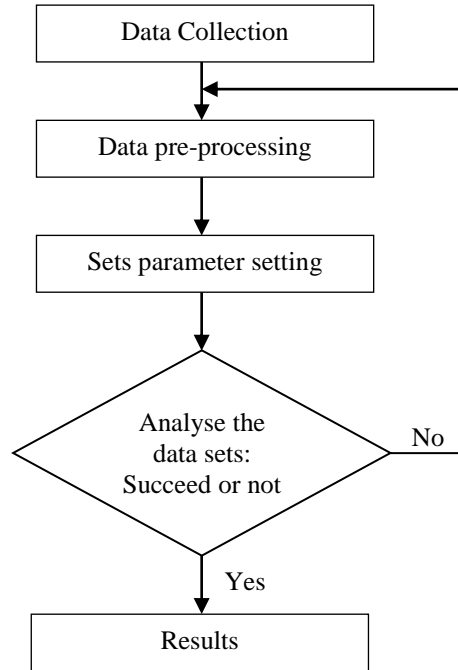 Data Collection
Data pre-processing
Sets parameter setting
Analyse the
data sets:
Succeed or not
No
Yes
Results